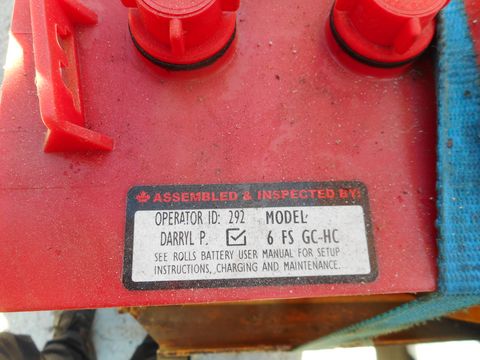 ASSEMBLED & INSPECTED BY:
OPERATOR ID: 292 MODEL:
DARRYL P. 6 FS GC-HC
SEE ROLLS BATTERY USER MANUAL FOR SETUP
INSTRUCTIONS, CHARGING AND MAINTENANCE.